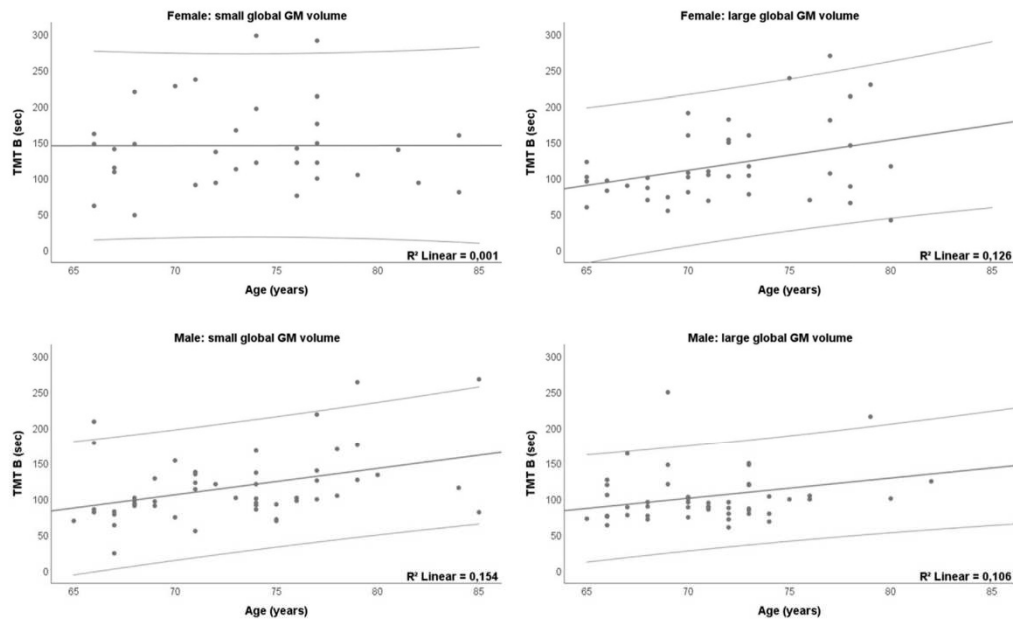 Female: small global GM volume
300
250
200
150
100
50
0
TMT B (sec)
R² Linear = 0,001
65 70 75 80 85
Age (years)
Female: large global GM volume
300
250
200
150
100
50
0
TMT B (sec)
R² Linear = 0,126
65 70 75 80 85
Age (years)
Male: small global GM volume
300
250
200
150
100
50
0
TMT B (sec)
R² Linear = 0,154
65 70 75 80 85
Age (years)
Male: large global GM volume
300
250
200
150
100
50
0
TMT B (sec)
R² Linear = 0,106
65 70 75 80 85
Age (years)